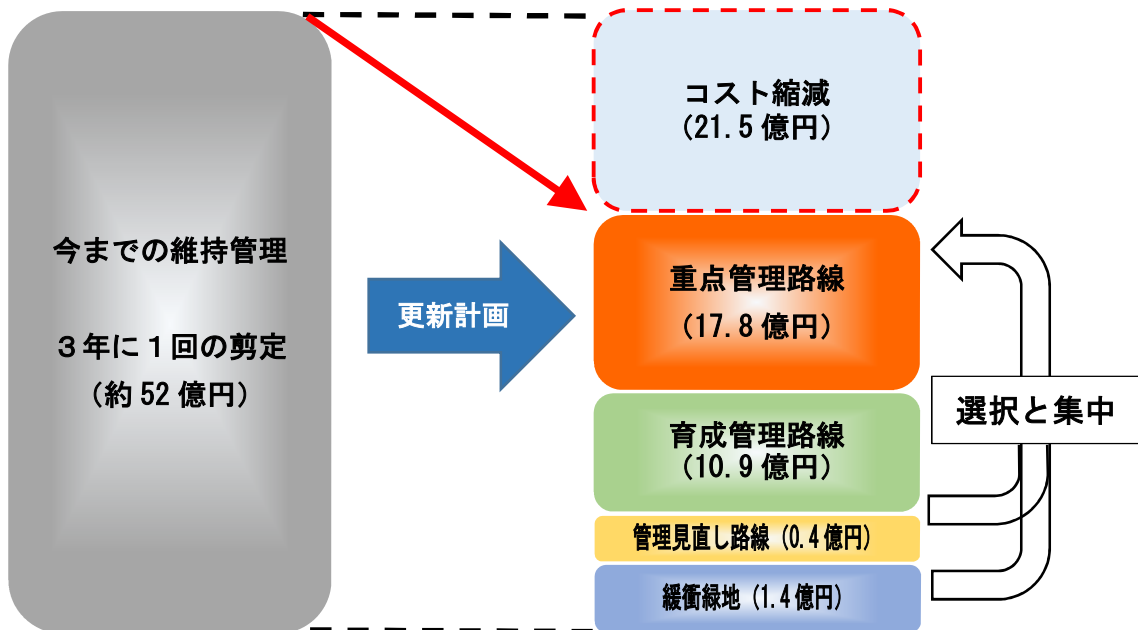 今までの維持管理
３年に１回の剪定
（約 52 億円）
更新計画
コスト縮減
（21.5 億円）
重点管理路線
（17.8 億円）
育成管理路線
（10.9 億円）
管理見直し路線（0.4 億円）
緩衝緑地（1.4 億円）
選択と集中